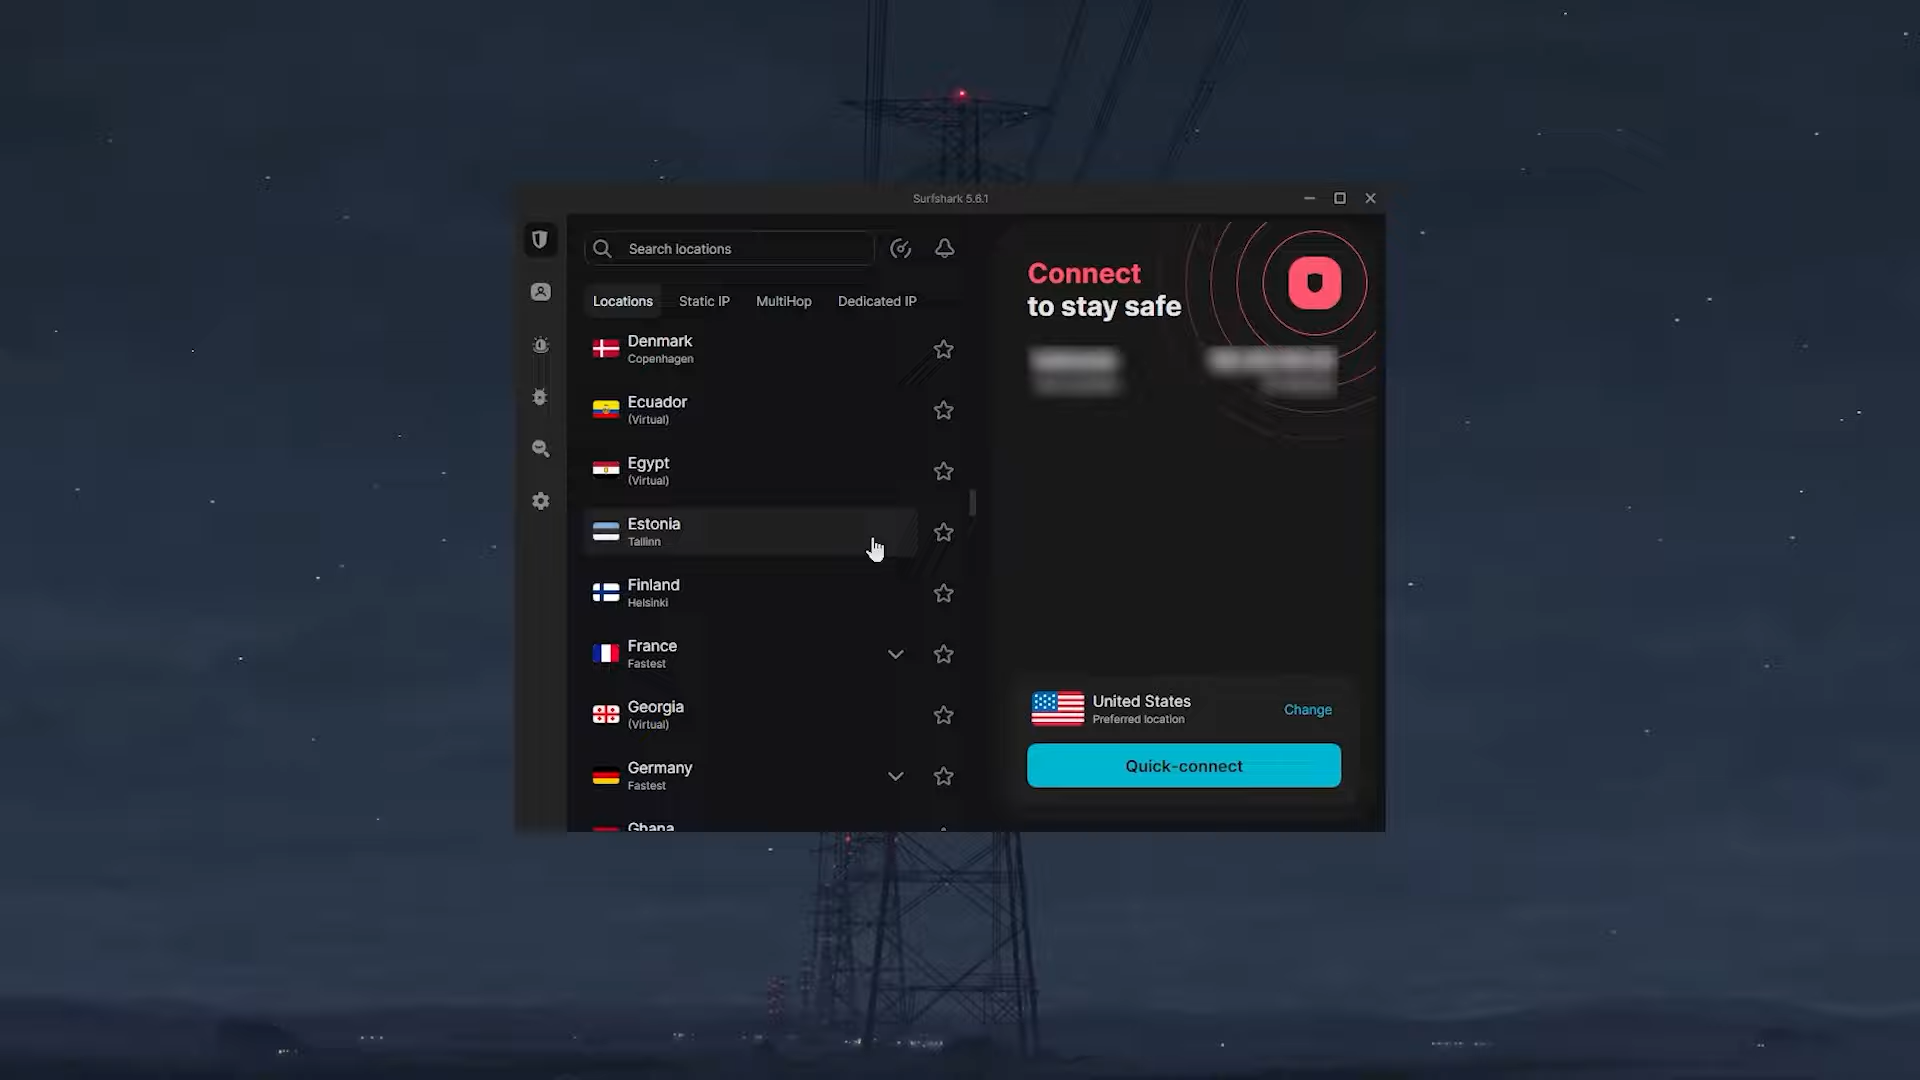 Surfshark 5.6.1
Search locations
Locations
Static IP
MultiHop
Dedicated IP
Denmark
Copenhagen
Ecuador
(Virtual)
Egypt
(Virtual)
Estonia
Tallinn
Finland
Helsinki
France
Fastest
Georgia
(Virtual)
Germany
Fastest
Ghana
Connect
to stay safe
United States
Preferred location
Change
Quick-connect